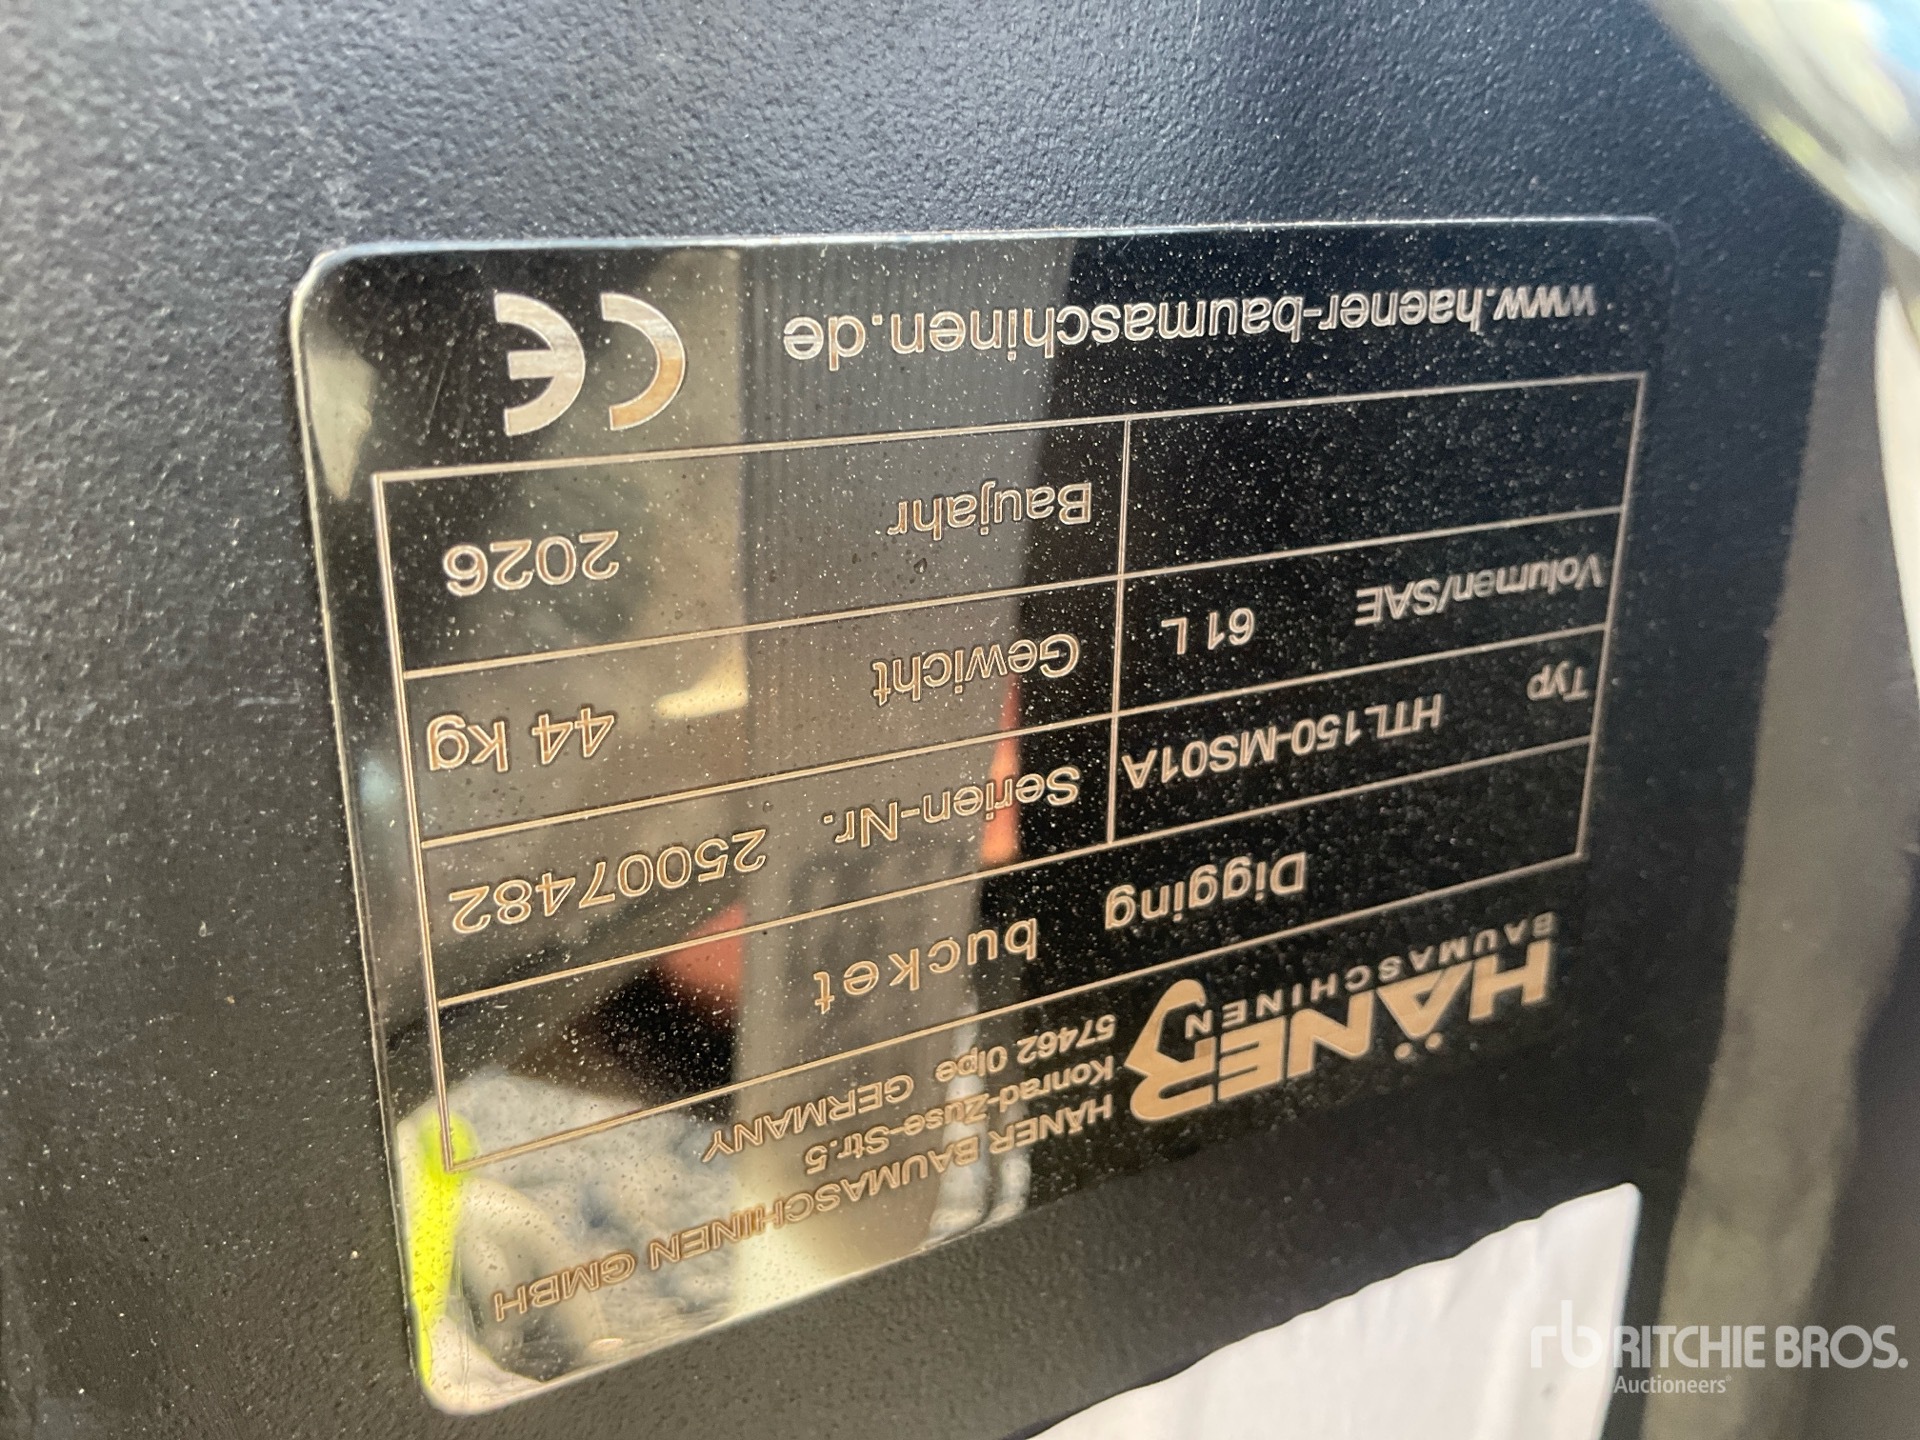 HÄNER
BAUMASCHINEN
HÄNER BAUMASCHINEN GMBH
Konrad-Zuse-Str.5
57462 Olpe GERMANY
Digging bucket
Typ HTL150-MS01A Serien-Nr. 25007482
Volumen/SAE 61 L Gewicht 44 kg
Baujahr 2026
www.haener-baumaschinen.de CE
rb RITCHIE BROS.
Auctioneers